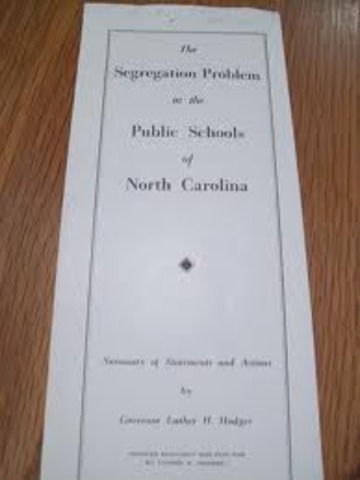 The
Segregation Problem
in the
Public Schools
of
North Carolina
Summary of Statements and Actions
by
Governor Luther H. Hodges